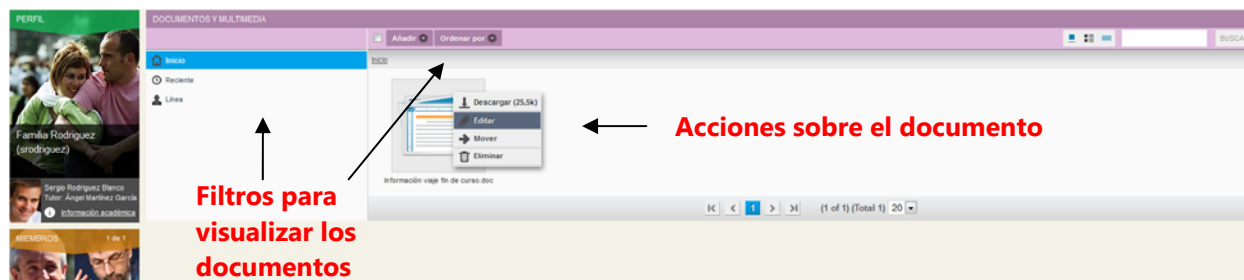 PERFIL
Familia Rodriguez
(srodriguez)
Sergio Rodriguez Blanco
Tutor: Ángel Martínez García
Información académica
MIEMBROS 1 de 1
DOCUMENTOS Y MULTIMEDIA
Añadir Ordenar por BUSCA
Inicio
Reciente
Línea
Inicio
Descargar (25,5k)
Editar
Mover
Eliminar
Información viaje fin de curso.doc
1 (1 of 1) (Total 1) 20
Acciones sobre el documento
Filtros para
visualizar los
documentos